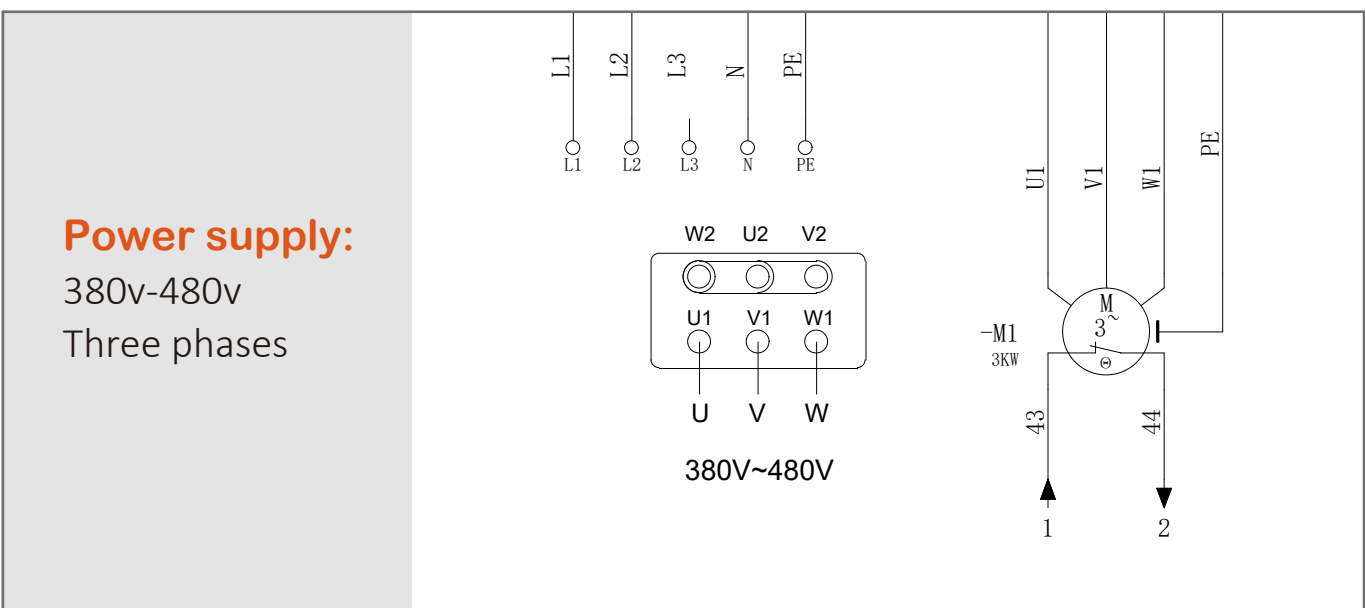 Power supply:
380v-480v
Three phases
L1 L2 L3 N PE
L1 L2 L3 N PE
W2 U2 V2
U1 V1 W1
U V W
380V~480V
U1 V1 W1 PE
M
3~
-M1
3KW
Θ
43 44
1 2